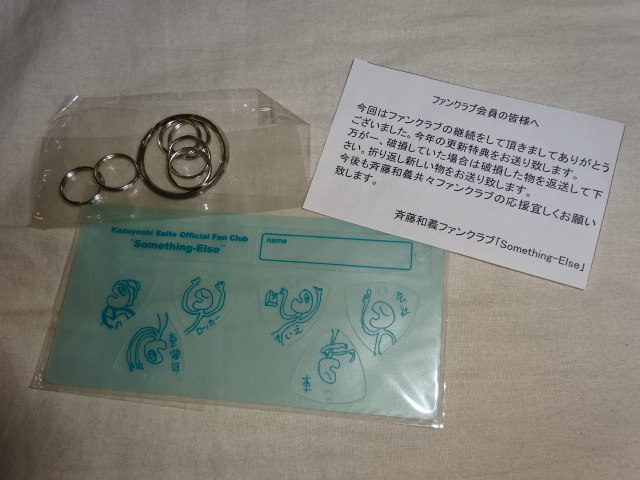 ファンクラブ会員の皆様へ
今回はファンクラブの継続をして頂きましてありがとう
ございました。今年の更新特典をお送り致します。
万が一、破損していた場合は破損した物を返送して下
さい。折り返し新しい物をお送り致します。
今後も斉藤和義共々ファンクラブの応援宜しくお願い
致します。
斉藤和義ファンクラブ「Something-Else」
Kazuyoshi Saito Official Fan Club
"Something-Else"
name
ロッカー